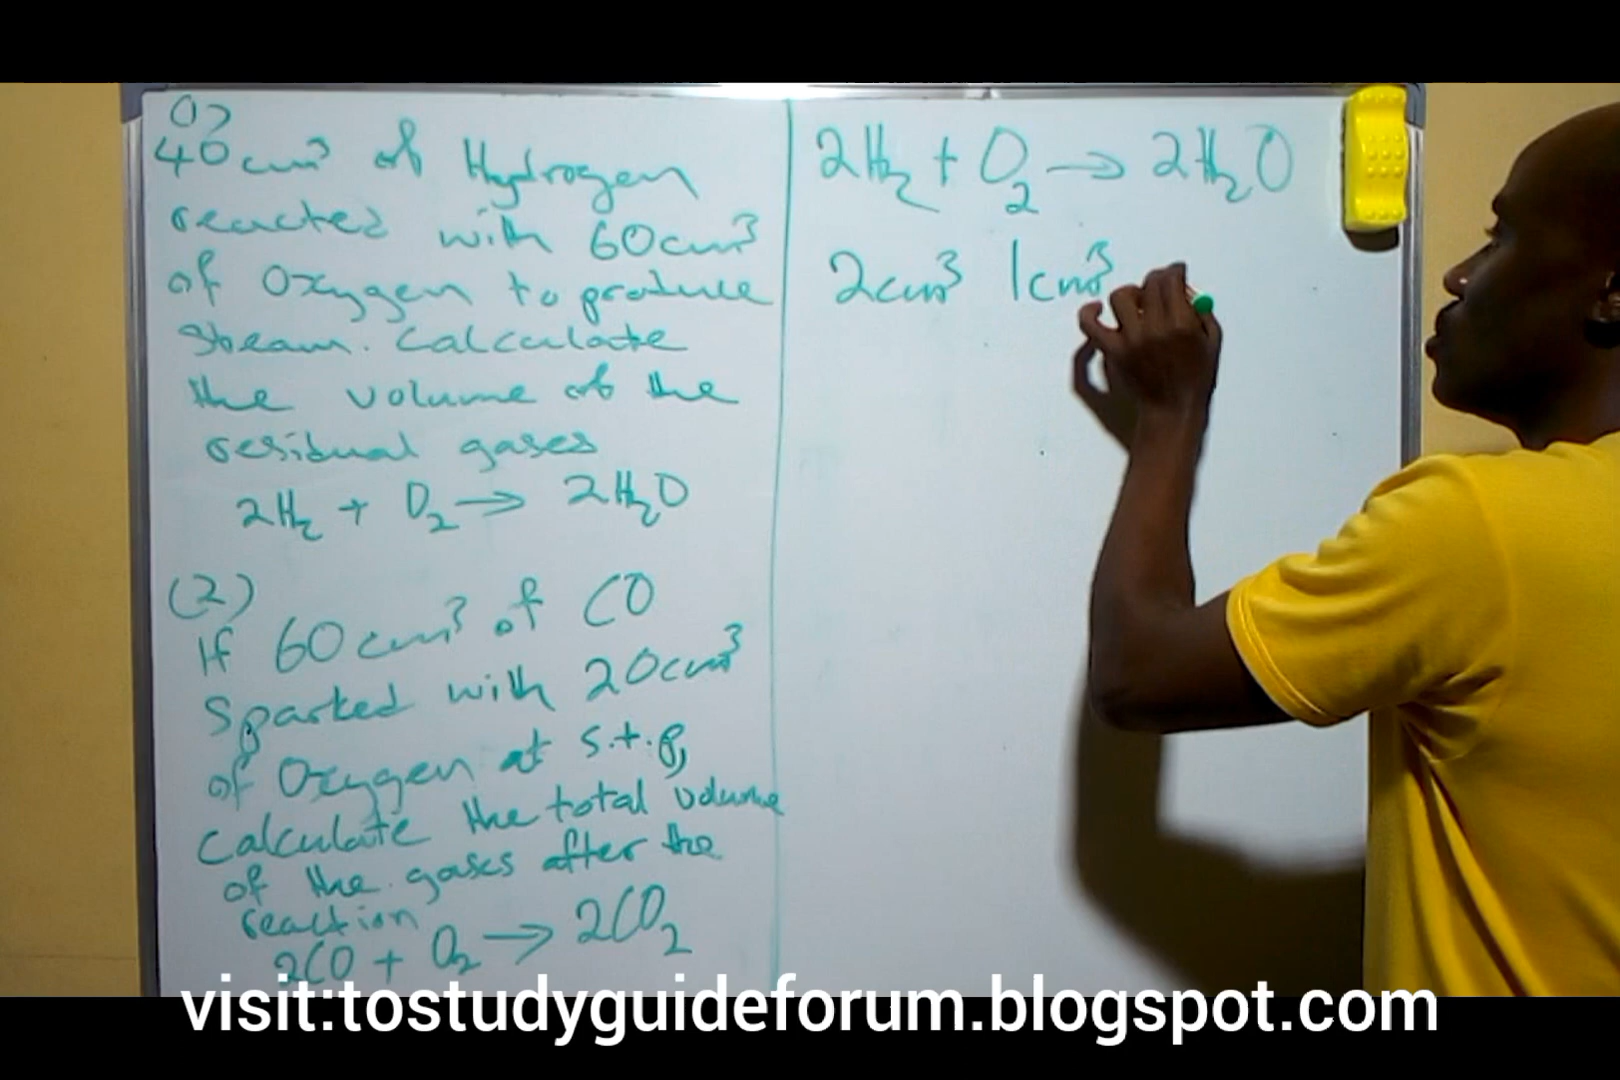 (1)
40cm³ of Hydrogen
reacted with 60cm³
of Oxygen to produce
steam. Calculate
the volume of the
residual gases
2H₂ + O₂ → 2H₂O
(2)
If 60cm³ of CO
Sparked with 20cm³
of Oxygen at s.t.p,
Calculate the total volume
of the gases after the
reaction
2CO + O₂ → 2CO₂
2H₂ + O₂ → 2H₂O
2cm³ 1cm³
visit:tostudyguideforum.blogspot.com